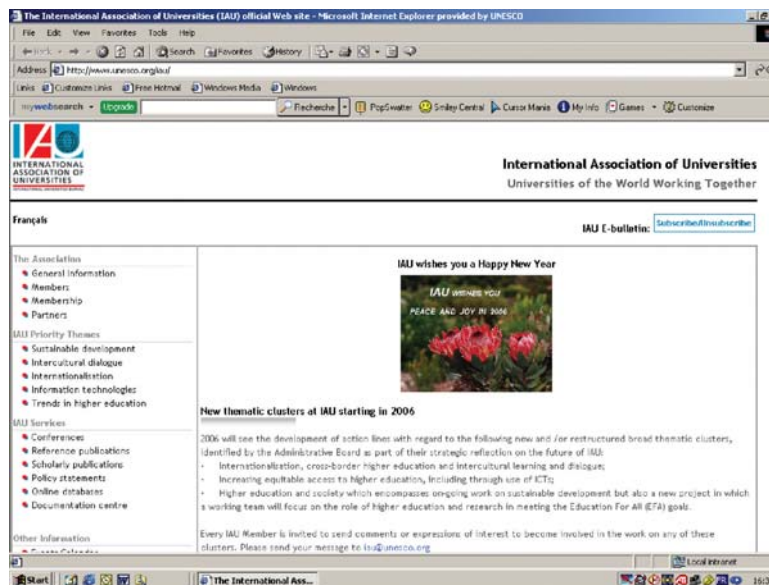 The International Association of Universities (IAU) official Web site - Microsoft Internet Explorer provided by UNESCO
File Edit View Favorites Tools Help
Search Favorites History
Address http://www.unesco.org/iau/
Links Customize Links Free Hotmail Windows Media Windows
mywebsearch Upgrade Recherche PopSwatter Smiley Central Cursor Mania My Info Games Customize
IAU
INTERNATIONAL
ASSOCIATION OF
UNIVERSITIES
International Association of Universities
Universities of the World Working Together
Français
IAU E-bulletin: Subscribe/Unsubscribe
The Association
General information
Members
Membership
Partners
IAU Priority Themes
Sustainable development
Intercultural dialogue
Internationalisation
Information technologies
Trends in higher education
IAU Services
Conferences
Reference publications
Scholarly publications
Policy statements
Online databases
Documentation centre
Other Information
Events Calendar
IAU wishes you a Happy New Year
IAU WISHES YOU
PEACE AND JOY IN 2006
New thematic clusters at IAU starting in 2006
2006 will see the development of action lines with regard to the following new and /or restructured broad thematic clusters,
identified by the Administrative Board as part of their strategic reflection on the future of IAU:
- Internationalisation, cross-border higher education and intercultural learning and dialogue;
- Increasing equitable access to higher education, including through use of ICTs;
- Higher education and society which encompasses on-going work on sustainable development but also a new project in which
a working team will focus on the role of higher education and research in meeting the Education For All (EFA) goals.
Every IAU Member is invited to send comments or expressions of interest to become involved in the work on any of these
clusters. Please send your message to iau@unesco.org
Local intranet
Start The International Ass...